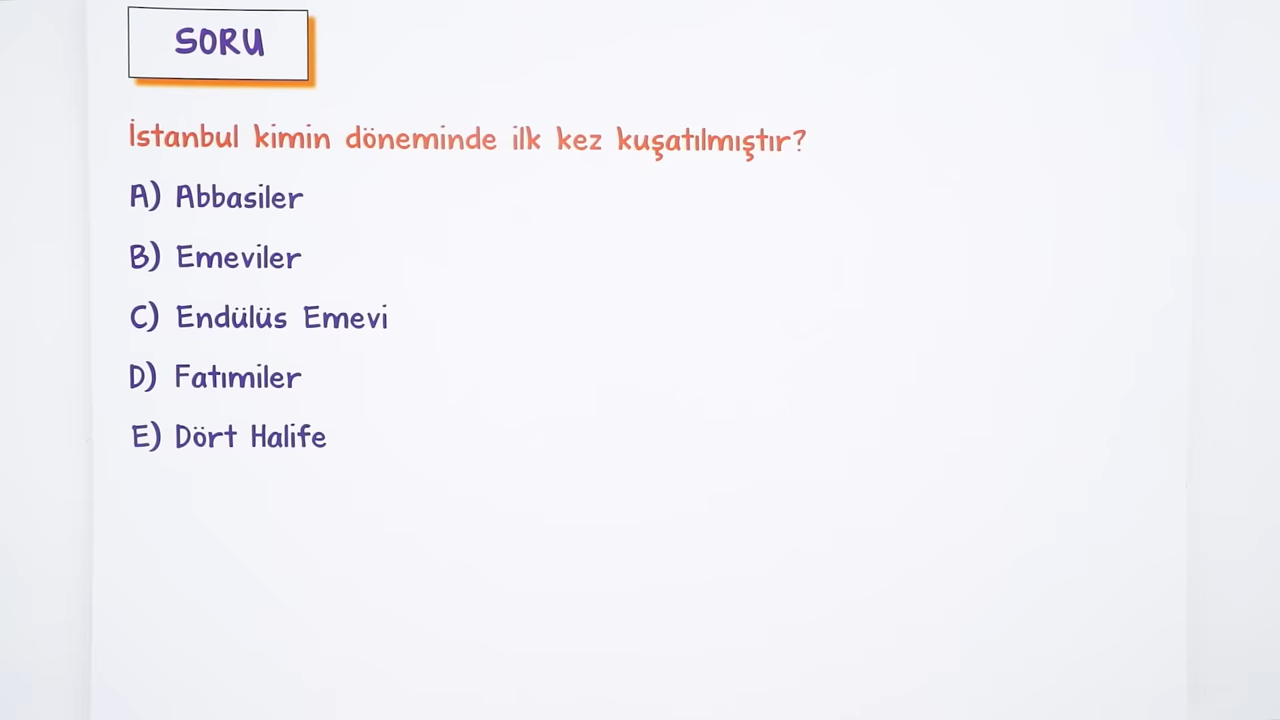 SORU
İstanbul kimin döneminde ilk kez kuşatılmıştır?
A) Abbasiler
B) Emeviler
C) Endülüs Emevi
D) Fatımiler
E) Dört Halife